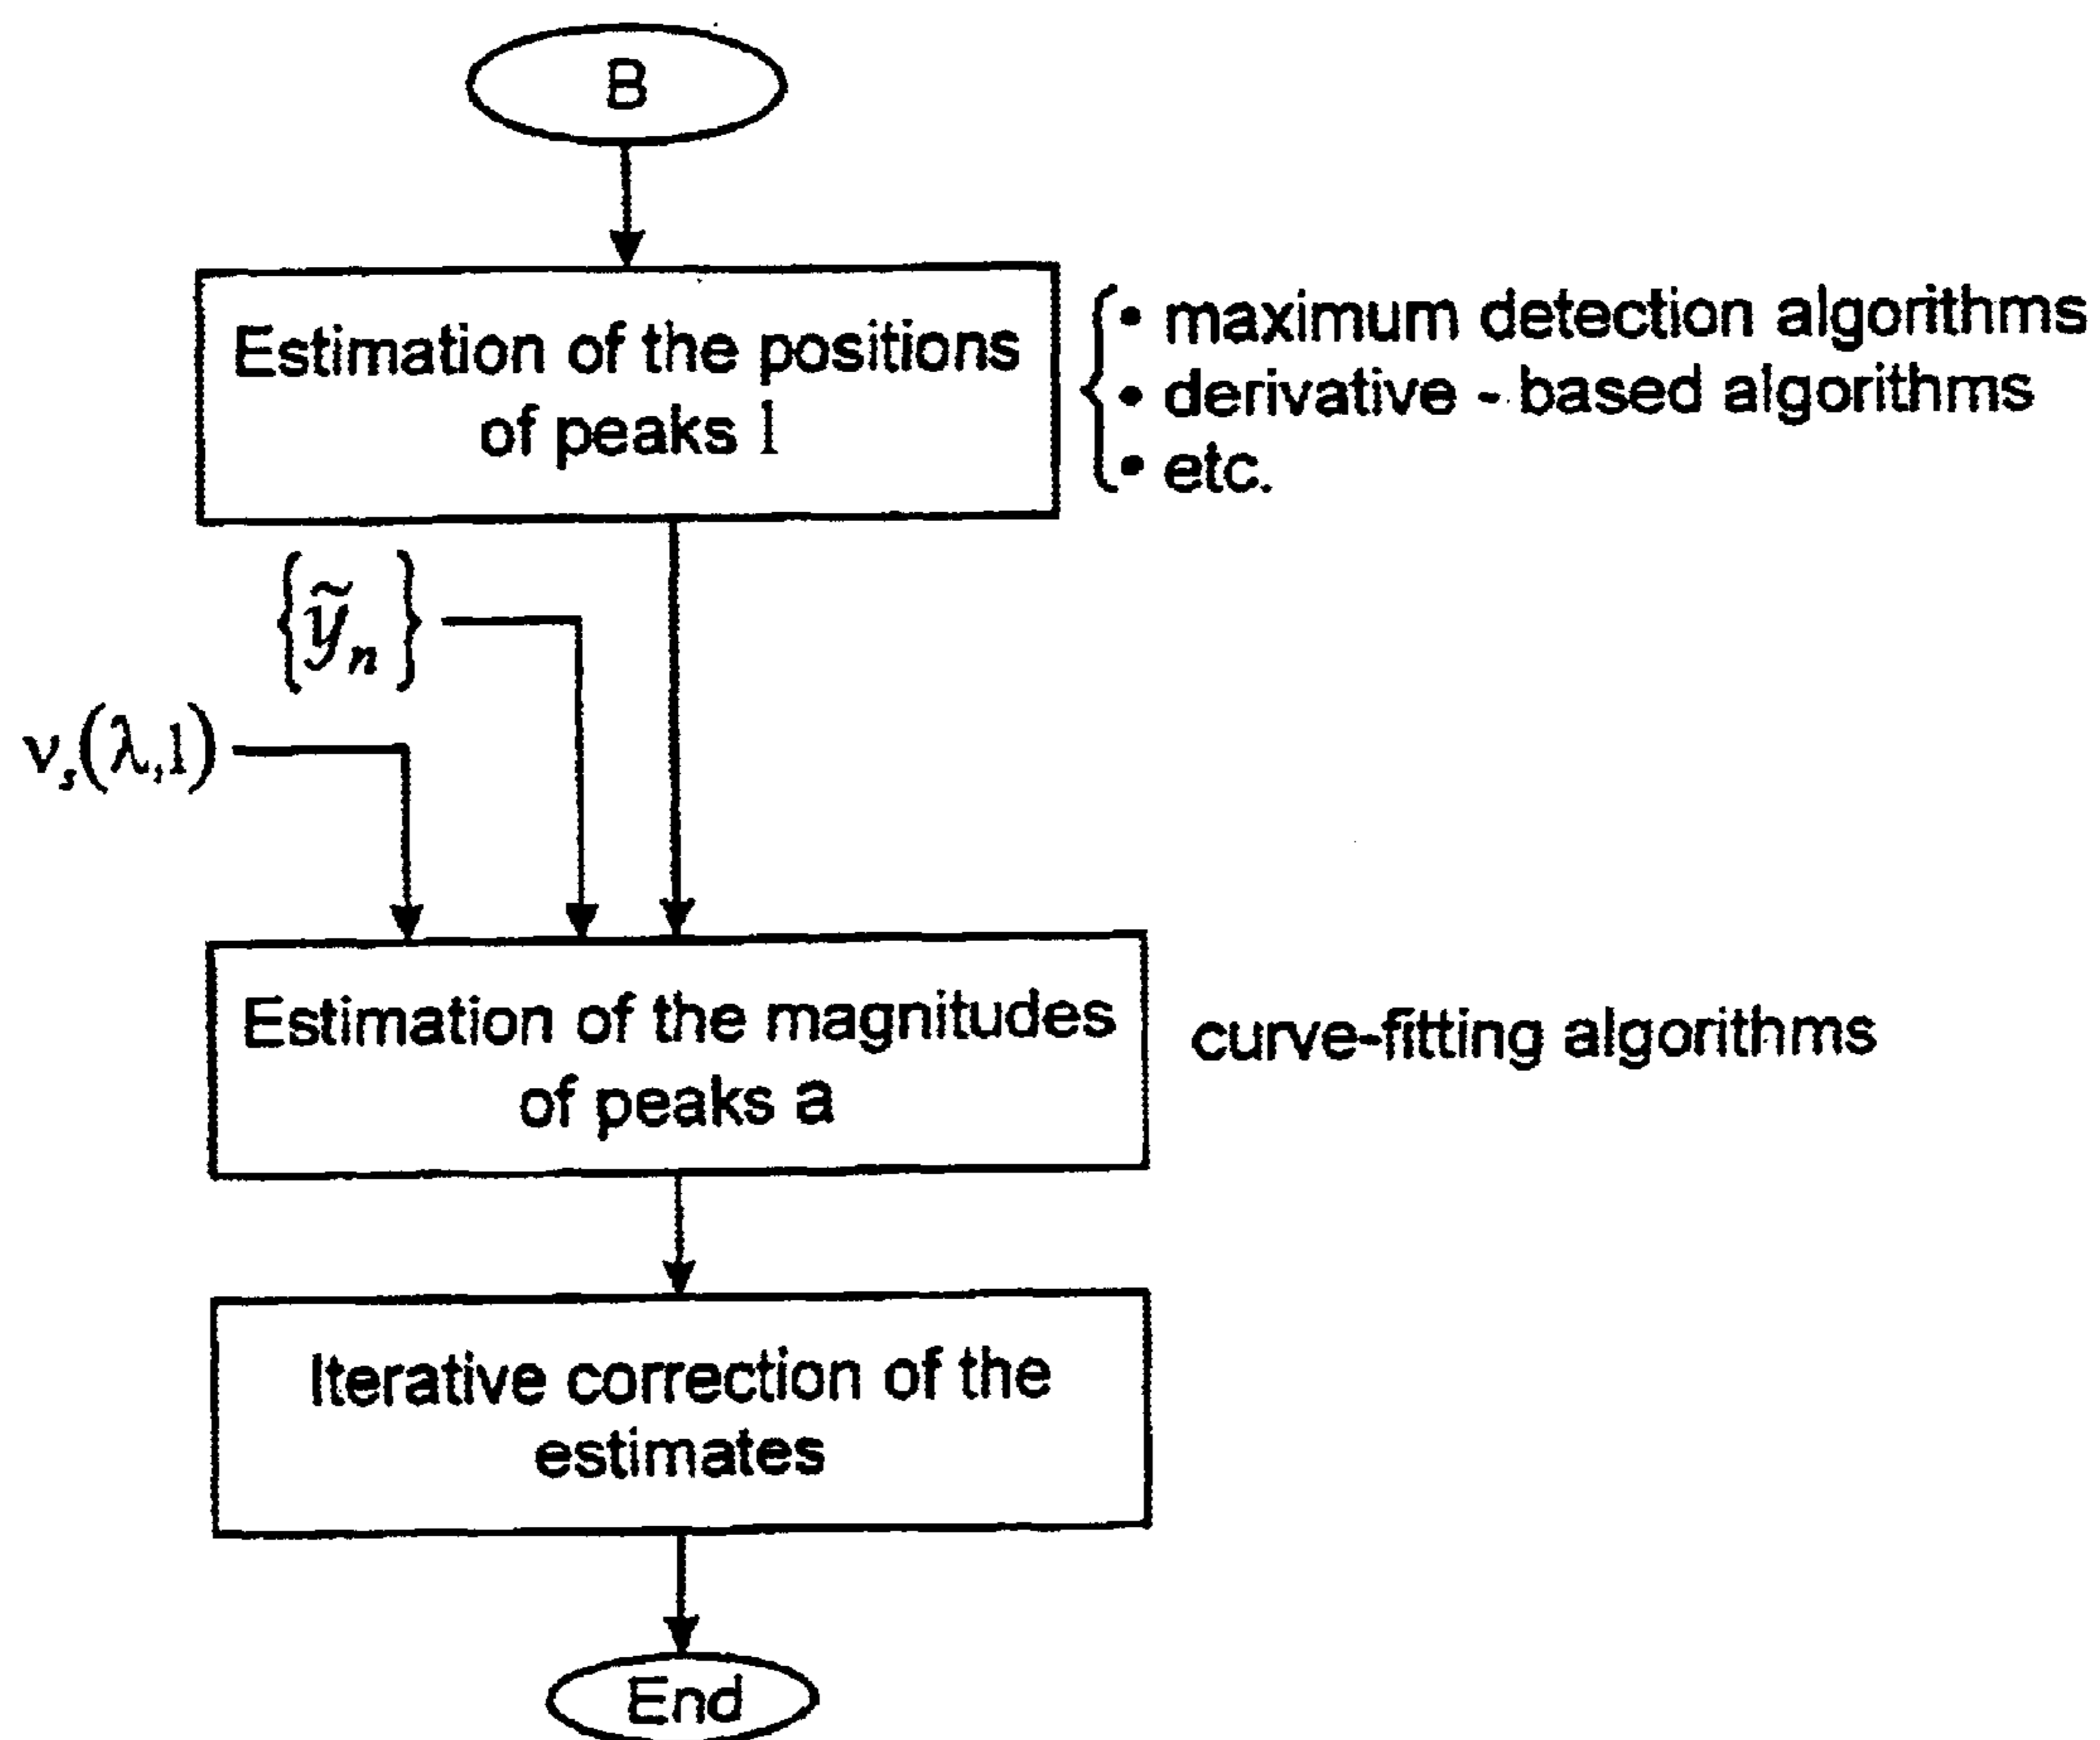 B
Estimation of the positions
of peaks l
• maximum detection algorithms
• derivative - based algorithms
• etc.
{ỹₙ}
νₛ(λ,l)
Estimation of the magnitudes
of peaks a
curve-fitting algorithms
Iterative correction of the
estimates
End